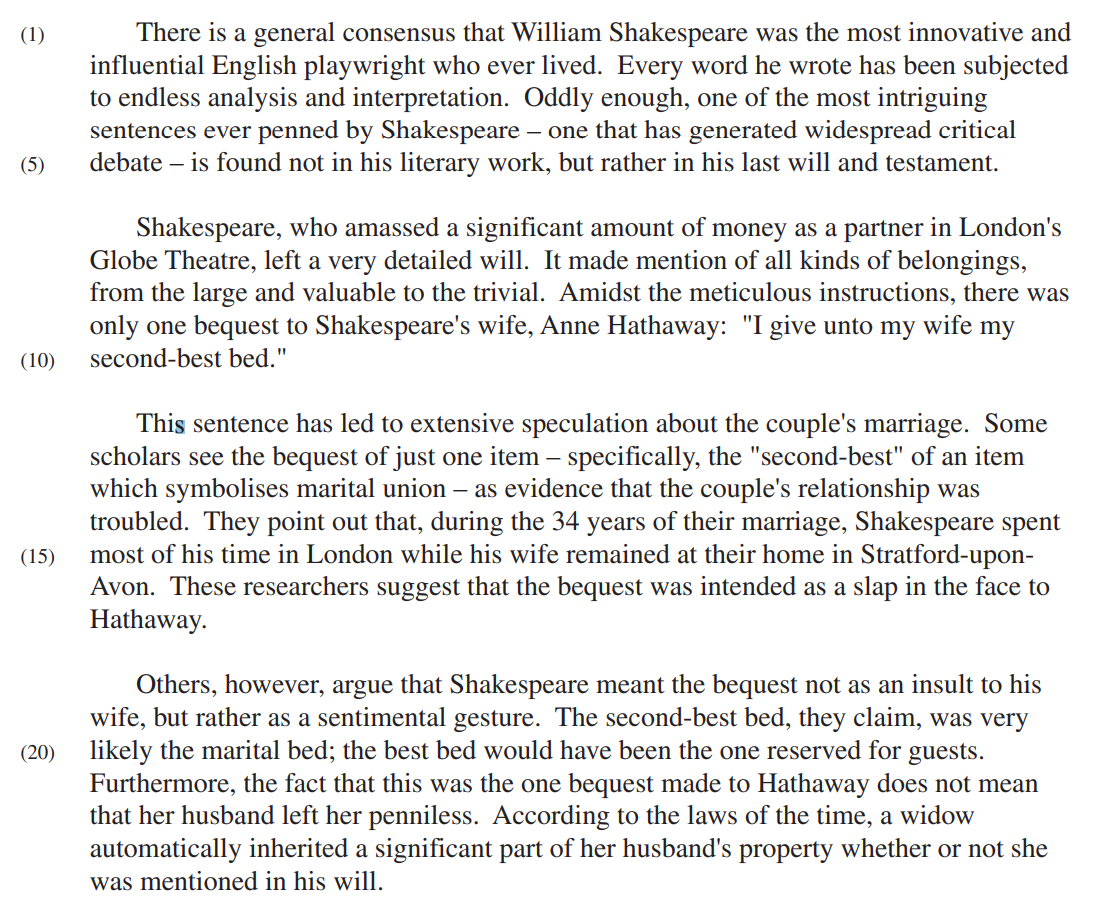 (1) There is a general consensus that William Shakespeare was the most innovative and
influential English playwright who ever lived. Every word he wrote has been subjected
to endless analysis and interpretation. Oddly enough, one of the most intriguing
sentences ever penned by Shakespeare – one that has generated widespread critical
(5) debate – is found not in his literary work, but rather in his last will and testament.
Shakespeare, who amassed a significant amount of money as a partner in London's
Globe Theatre, left a very detailed will. It made mention of all kinds of belongings,
from the large and valuable to the trivial. Amidst the meticulous instructions, there was
only one bequest to Shakespeare's wife, Anne Hathaway: "I give unto my wife my
(10) second-best bed."
This sentence has led to extensive speculation about the couple's marriage. Some
scholars see the bequest of just one item – specifically, the "second-best" of an item
which symbolises marital union – as evidence that the couple's relationship was
troubled. They point out that, during the 34 years of their marriage, Shakespeare spent
(15) most of his time in London while his wife remained at their home in Stratford-upon-
Avon. These researchers suggest that the bequest was intended as a slap in the face to
Hathaway.
Others, however, argue that Shakespeare meant the bequest not as an insult to his
wife, but rather as a sentimental gesture. The second-best bed, they claim, was very
(20) likely the marital bed; the best bed would have been the one reserved for guests.
Furthermore, the fact that this was the one bequest made to Hathaway does not mean
that her husband left her penniless. According to the laws of the time, a widow
automatically inherited a significant part of her husband's property whether or not she
was mentioned in his will.